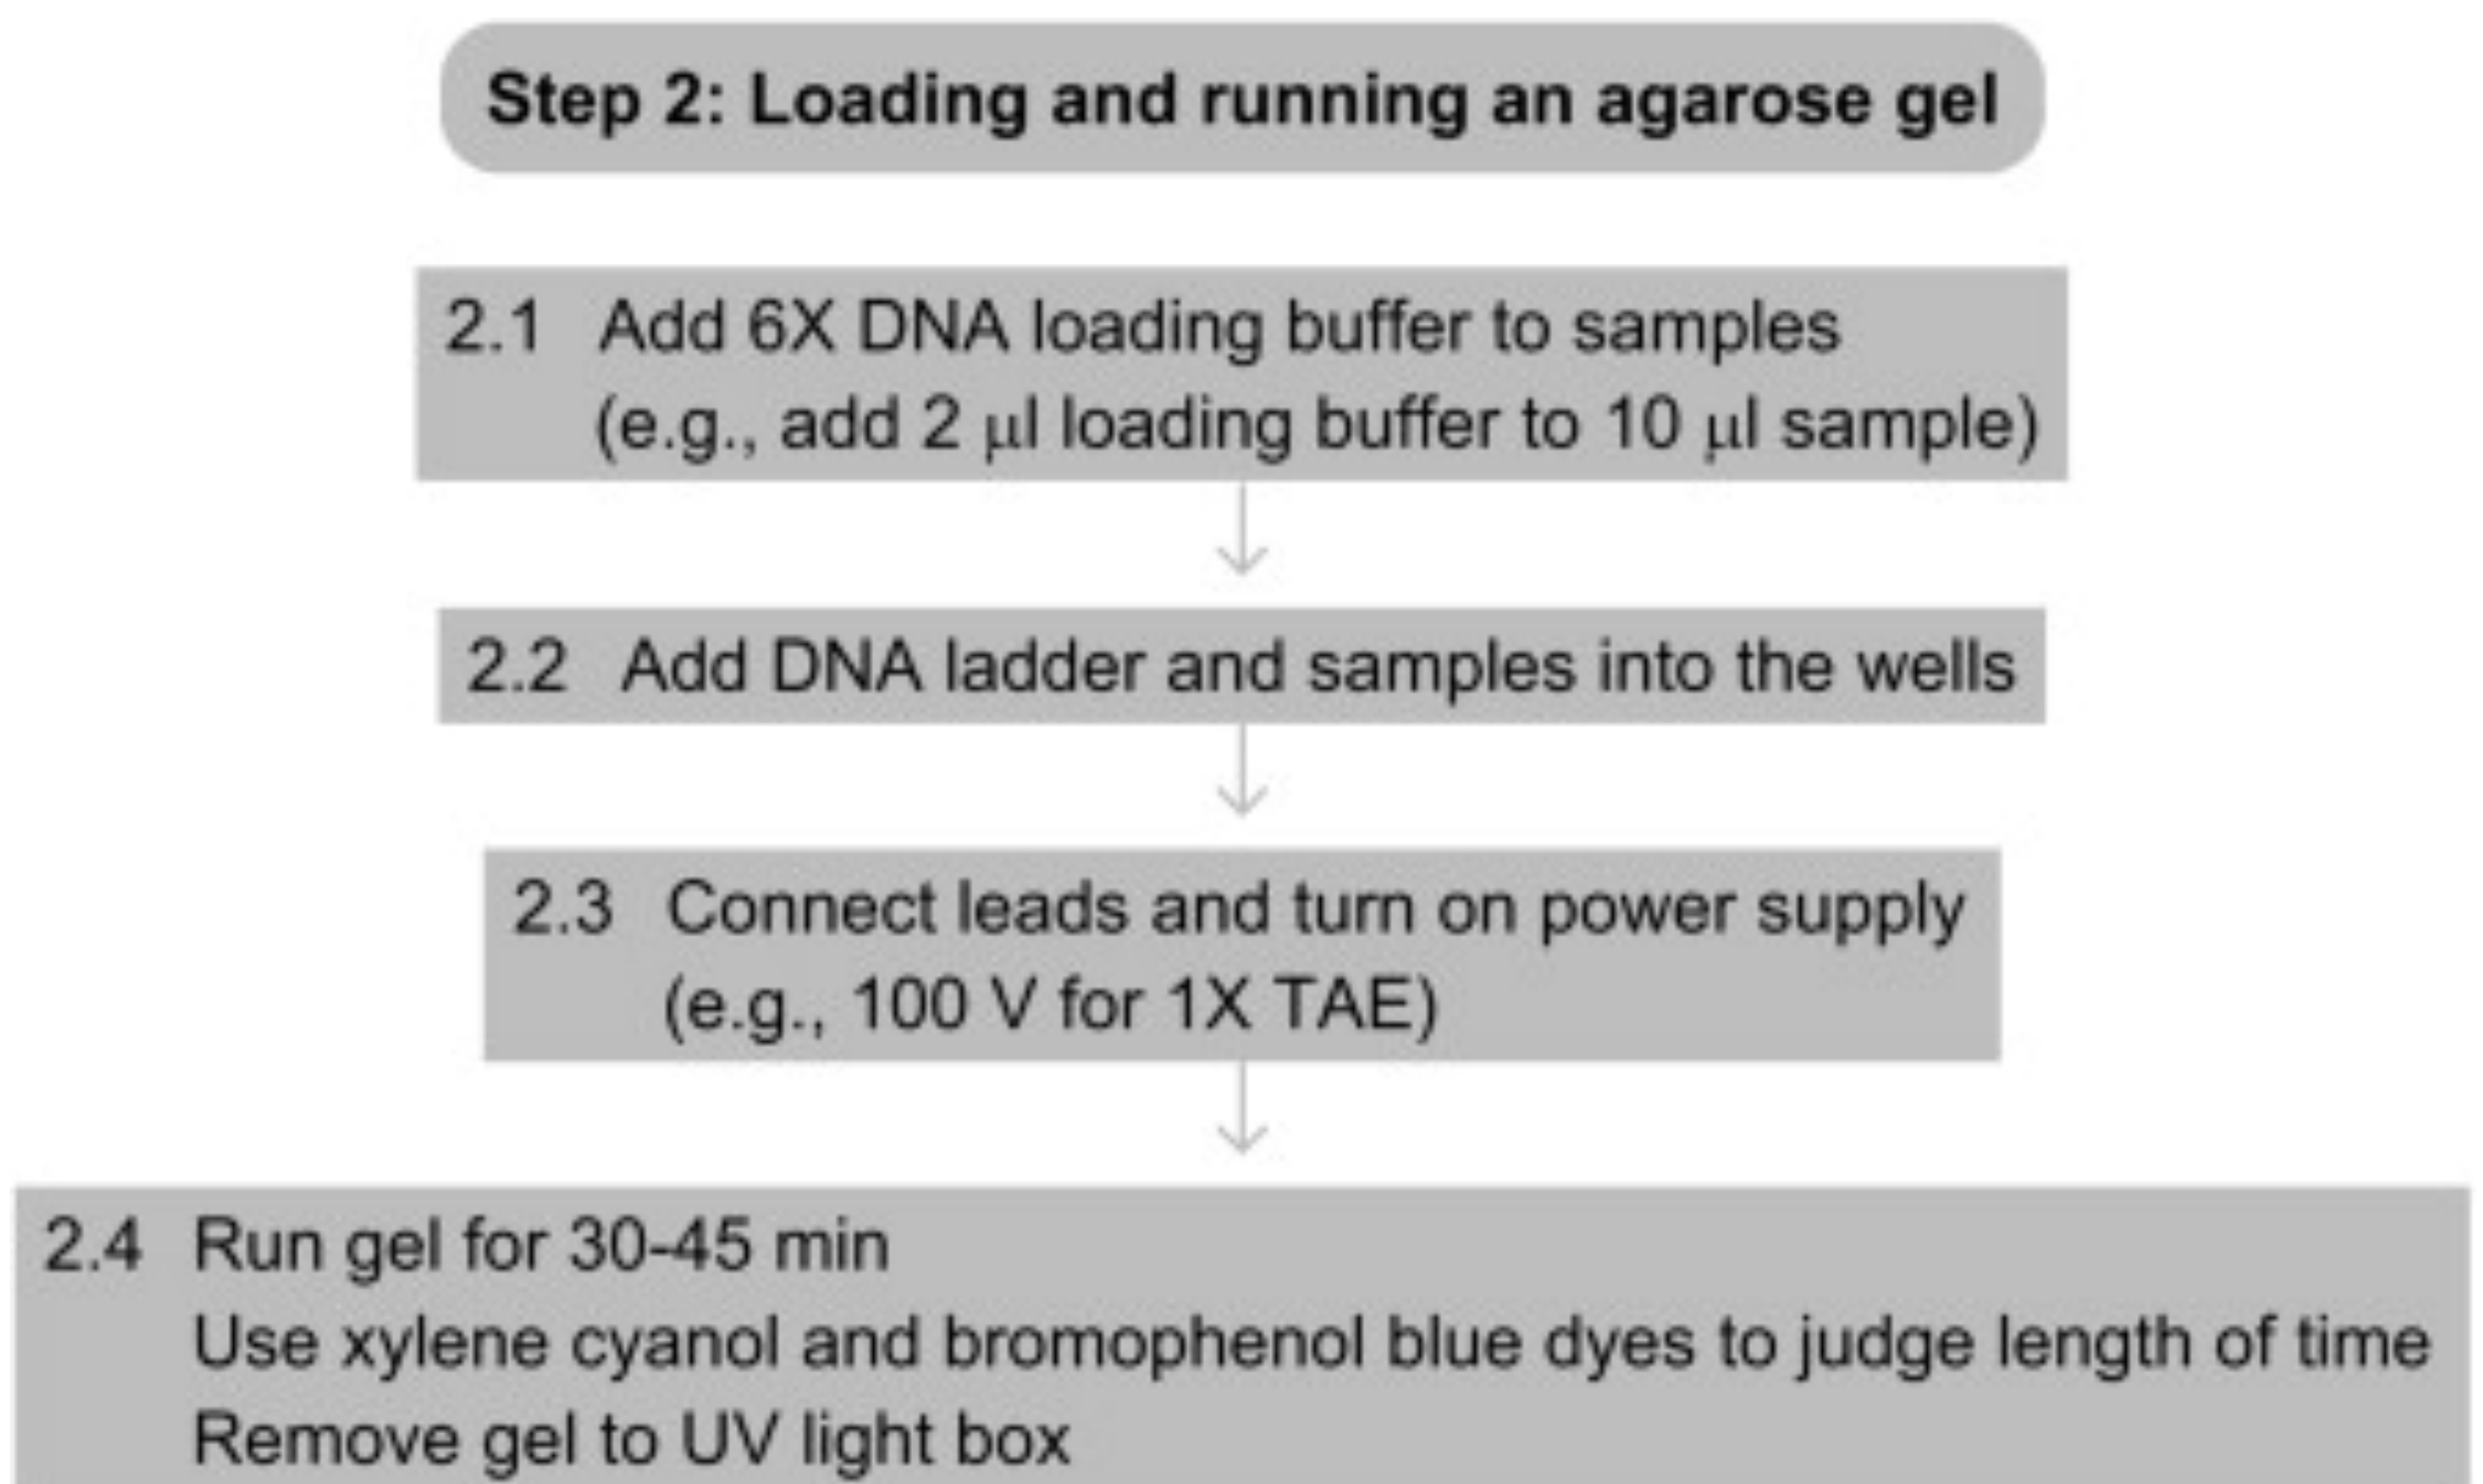 Step 2: Loading and running an agarose gel
2.1 Add 6X DNA loading buffer to samples
(e.g., add 2 μl loading buffer to 10 μl sample)
2.2 Add DNA ladder and samples into the wells
2.3 Connect leads and turn on power supply
(e.g., 100 V for 1X TAE)
2.4 Run gel for 30-45 min
Use xylene cyanol and bromophenol blue dyes to judge length of time
Remove gel to UV light box